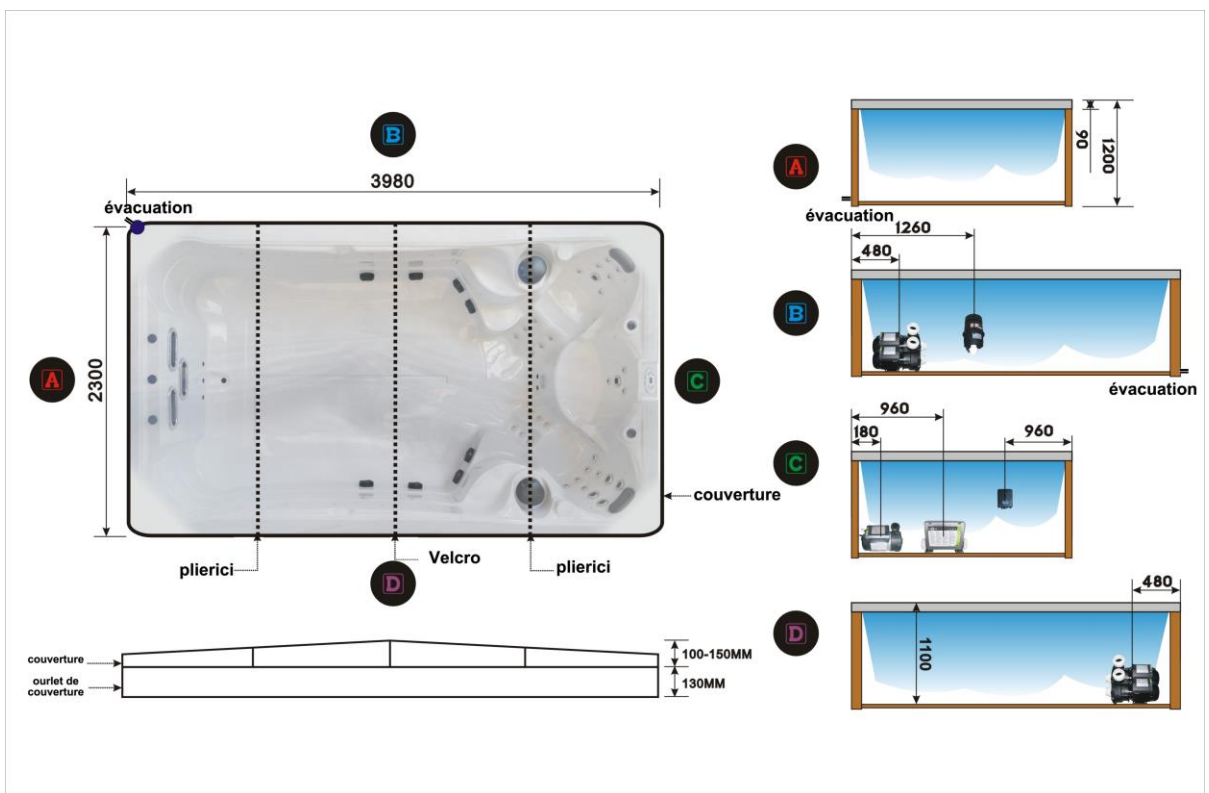 B
3980
évacuation
2300
A
C
couverture
plierici
Velcro
plierici
D
couverture
ourlet de
couverture
100-150MM
130MM
A
90
1200
évacuation
1260
480
B
évacuation
960
180
960
C
480
D
1100